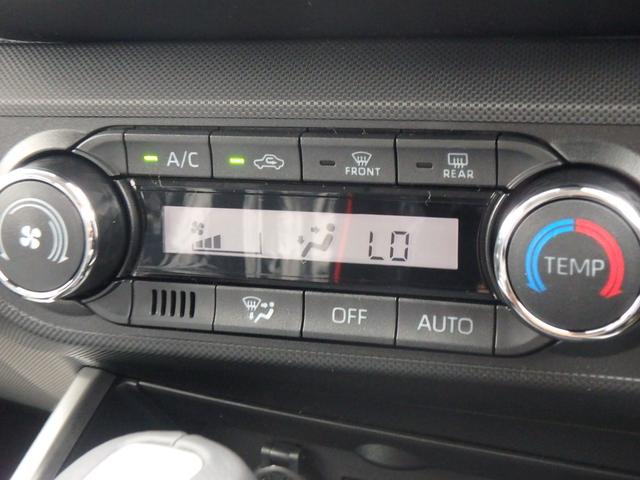 A/C
FRONT
REAR
LO
TEMP
OFF
AUTO